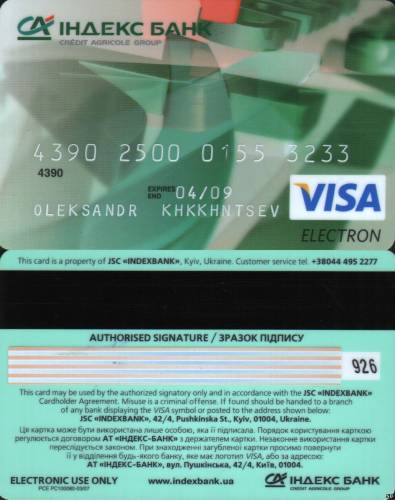 ІНДЕКС БАНК
CRÉDIT AGRICOLE GROUP
4390 2500 0155 3233
4390
EXPIRES END 04/09
OLEKSANDR KHKKHNTSEV
VISA
ELECTRON
This card is a property of JSC «INDEXBANK», Kyiv, Ukraine. Customer service tel. +38044 495 2277
AUTHORISED SIGNATURE / ЗРАЗОК ПІДПИСУ
926
This card may be used by the authorized signatory only and in accordance with the JSC «INDEXBANK»
Cardholder Agreement. Misuse is a criminal offense. If found should be handed to a branch
of any bank displaying the VISA symbol or posted to the address shown below:
JSC «INDEXBANK», 42/4, Pushkinska St., Kyiv, 01004, Ukraine.
Ця картка може бути використана лише особою, яка її підписала. Порядок користування карткою
регулюється договором АТ «ІНДЕКС-БАНК» з держателем картки. Незаконне використання картки
переслідується законом. При знаходженні загубленої картки просимо повернути
її у відділення будь-якого банку, яке має логотип VISA, або за адресою:
АТ «ІНДЕКС-БАНК», вул. Пушкінська, 42/4, Київ, 01004.
ELECTRONIC USE ONLY
PCE PC100080-03/07
www.indexbank.ua
ІНДЕКС БАНК
CRÉDIT AGRICOLE GROUP